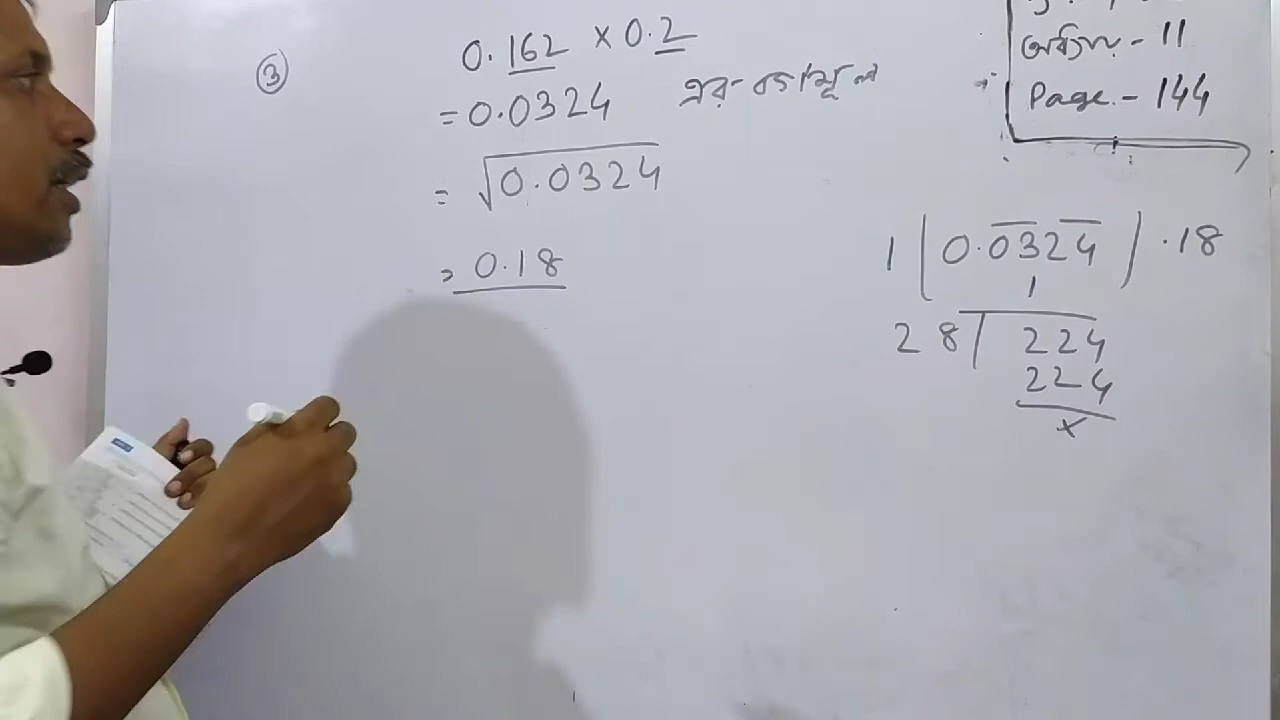 ③
0.162 × 0.2
= 0.0324 এর বর্গমূল
= √0.0324
= 0.18
অধ্যায় - 11
Page - 144
1 | 0.0324 ) .18
1
28 | 224
224
×